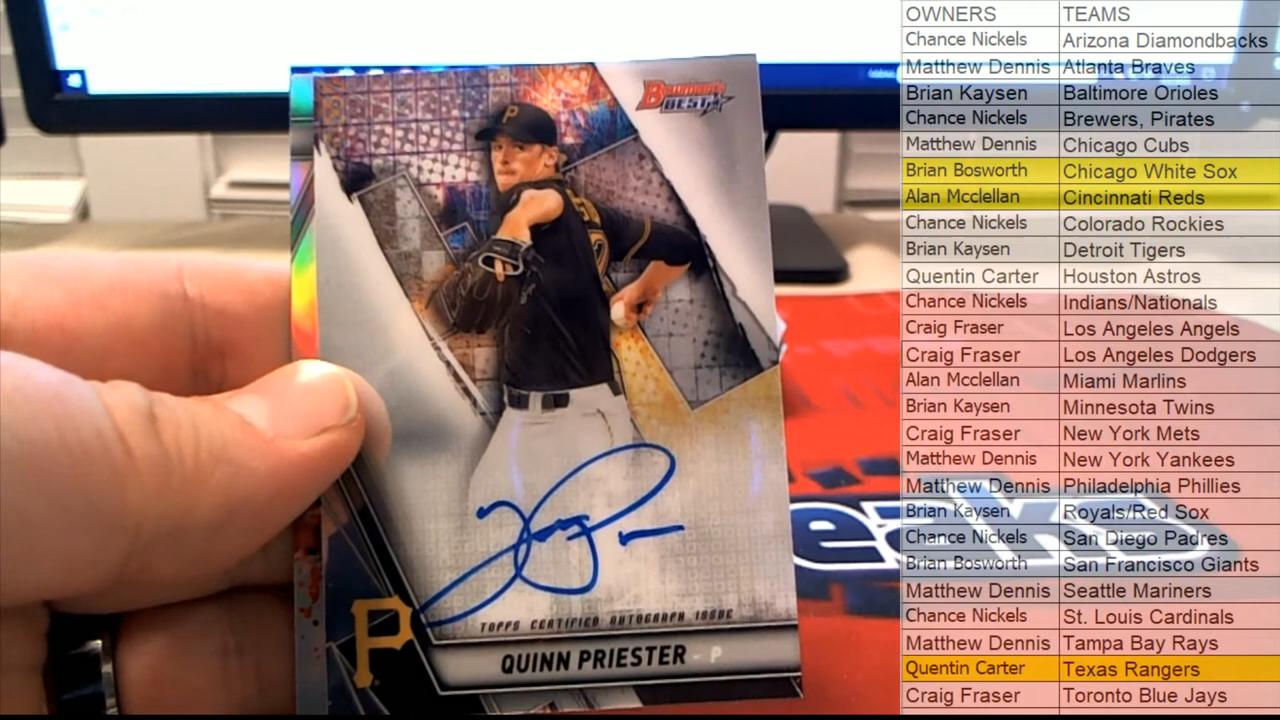 P
Bowman's
BEST
TOPPS CERTIFIED AUTOGRAPH ISSUE
P
QUINN PRIESTER - P
eaks
OWNERS TEAMS
Chance Nickels Arizona Diamondbacks
Matthew Dennis Atlanta Braves
Brian Kaysen Baltimore Orioles
Chance Nickels Brewers, Pirates
Matthew Dennis Chicago Cubs
Brian Bosworth Chicago White Sox
Alan Mcclellan Cincinnati Reds
Chance Nickels Colorado Rockies
Brian Kaysen Detroit Tigers
Quentin Carter Houston Astros
Chance Nickels Indians/Nationals
Craig Fraser Los Angeles Angels
Craig Fraser Los Angeles Dodgers
Alan Mcclellan Miami Marlins
Brian Kaysen Minnesota Twins
Craig Fraser New York Mets
Matthew Dennis New York Yankees
Matthew Dennis Philadelphia Phillies
Brian Kaysen Royals/Red Sox
Chance Nickels San Diego Padres
Brian Bosworth San Francisco Giants
Matthew Dennis Seattle Mariners
Chance Nickels St. Louis Cardinals
Matthew Dennis Tampa Bay Rays
Quentin Carter Texas Rangers
Craig Fraser Toronto Blue Jays